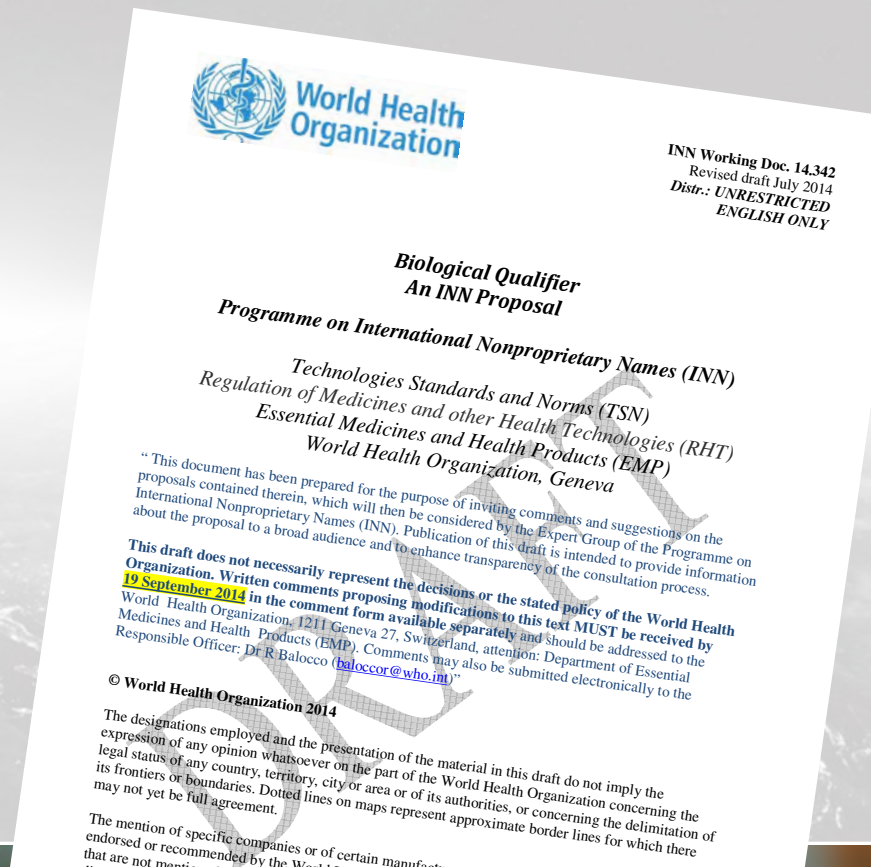 World Health
Organization
INN Working Doc. 14.342
Revised draft July 2014
Distr.: UNRESTRICTED
ENGLISH ONLY
Biological Qualifier
An INN Proposal
Programme on International Nonproprietary Names (INN)
Technologies Standards and Norms (TSN)
Regulation of Medicines and other Health Technologies (RHT)
Essential Medicines and Health Products (EMP)
World Health Organization, Geneva
“ This document has been prepared for the purpose of inviting comments and suggestions on the
proposals contained therein, which will then be considered by the Expert Group of the Programme on
International Nonproprietary Names (INN). Publication of this draft is intended to provide information
about the proposal to a broad audience and to enhance transparency of the consultation process.
This draft does not necessarily represent the decisions or the stated policy of the World Health
Organization. Written comments proposing modifications to this text MUST be received by
19 September 2014 in the comment form available separately and should be addressed to the
World Health Organization, 1211 Geneva 27, Switzerland, attention: Department of Essential
Medicines and Health Products (EMP). Comments may also be submitted electronically to the
Responsible Officer: Dr R Balocco (baloccor@who.int)”
© World Health Organization 2014
The designations employed and the presentation of the material in this draft do not imply the
expression of any opinion whatsoever on the part of the World Health Organization concerning the
legal status of any country, territory, city or area or of its authorities, or concerning the delimitation of
its frontiers or boundaries. Dotted lines on maps represent approximate border lines for which there
may not yet be full agreement.
The mention of specific companies or of certain
endorsed or recommended by the
that are not
DRAFT